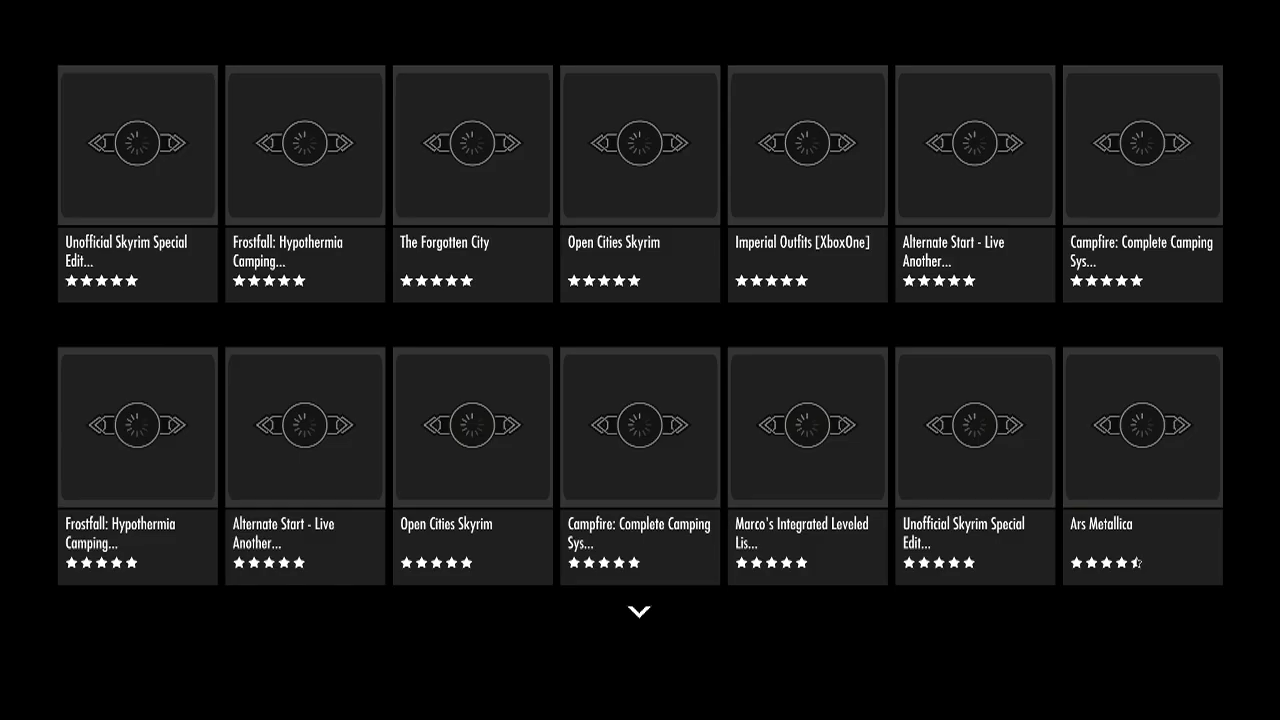 Unofficial Skyrim Special
Edit...
Frostfall: Hypothermia
Camping...
The Forgotten City
Open Cities Skyrim
Imperial Outfits [XboxOne]
Alternate Start - Live
Another...
Campfire: Complete Camping
Sys...
Frostfall: Hypothermia
Camping...
Alternate Start - Live
Another...
Open Cities Skyrim
Campfire: Complete Camping
Sys...
Marco's Integrated Leveled
Lis...
Unofficial Skyrim Special
Edit...
Ars Metallica